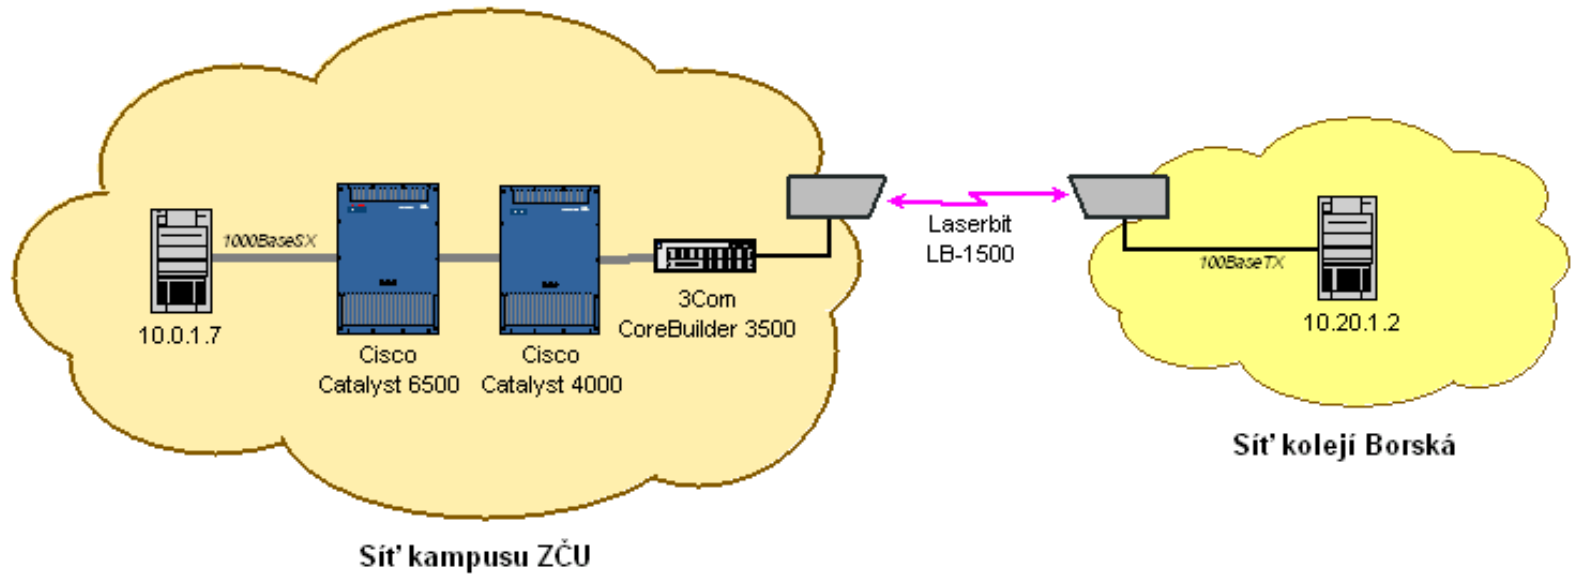 1000BaseSX
10.0.1.7
Cisco
Catalyst 6500
Cisco
Catalyst 4000
3Com
CoreBuilder 3500
Laserbit
LB-1500
100BaseTX
10.20.1.2
Síť kolejí Borská
Síť kampusu ZČU